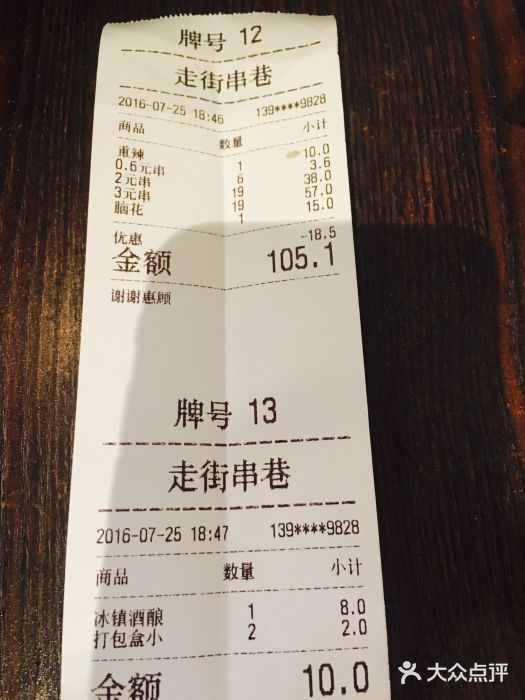 牌号 12
走街串巷
2016-07-25 18:46 139****9828
商品 数量 小计
重辣 1 10.0
0.6元串 6 3.6
2元串 19 38.0
3元串 19 57.0
脑花 1 15.0
优惠 -18.5
金额 105.1
谢谢惠顾
牌号 13
走街串巷
2016-07-25 18:47 139****9828
商品 数量 小计
冰镇酒酿 1 8.0
打包盒小 2 2.0
金额 10.0
大众点评